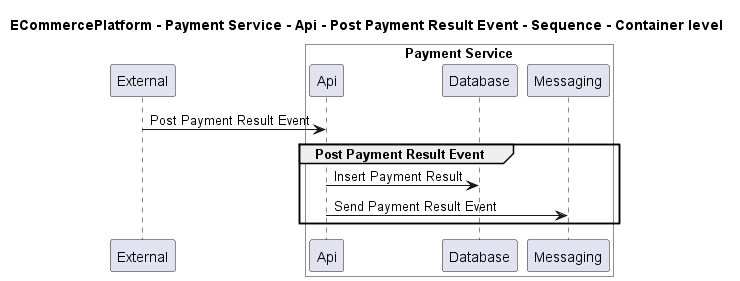 ECommercePlatform - Payment Service - Api - Post Payment Result Event - Sequence - Container level
Payment Service
External
Api
Database
Messaging
Post Payment Result Event
Post Payment Result Event
Insert Payment Result
Send Payment Result Event
External
Api
Database
Messaging